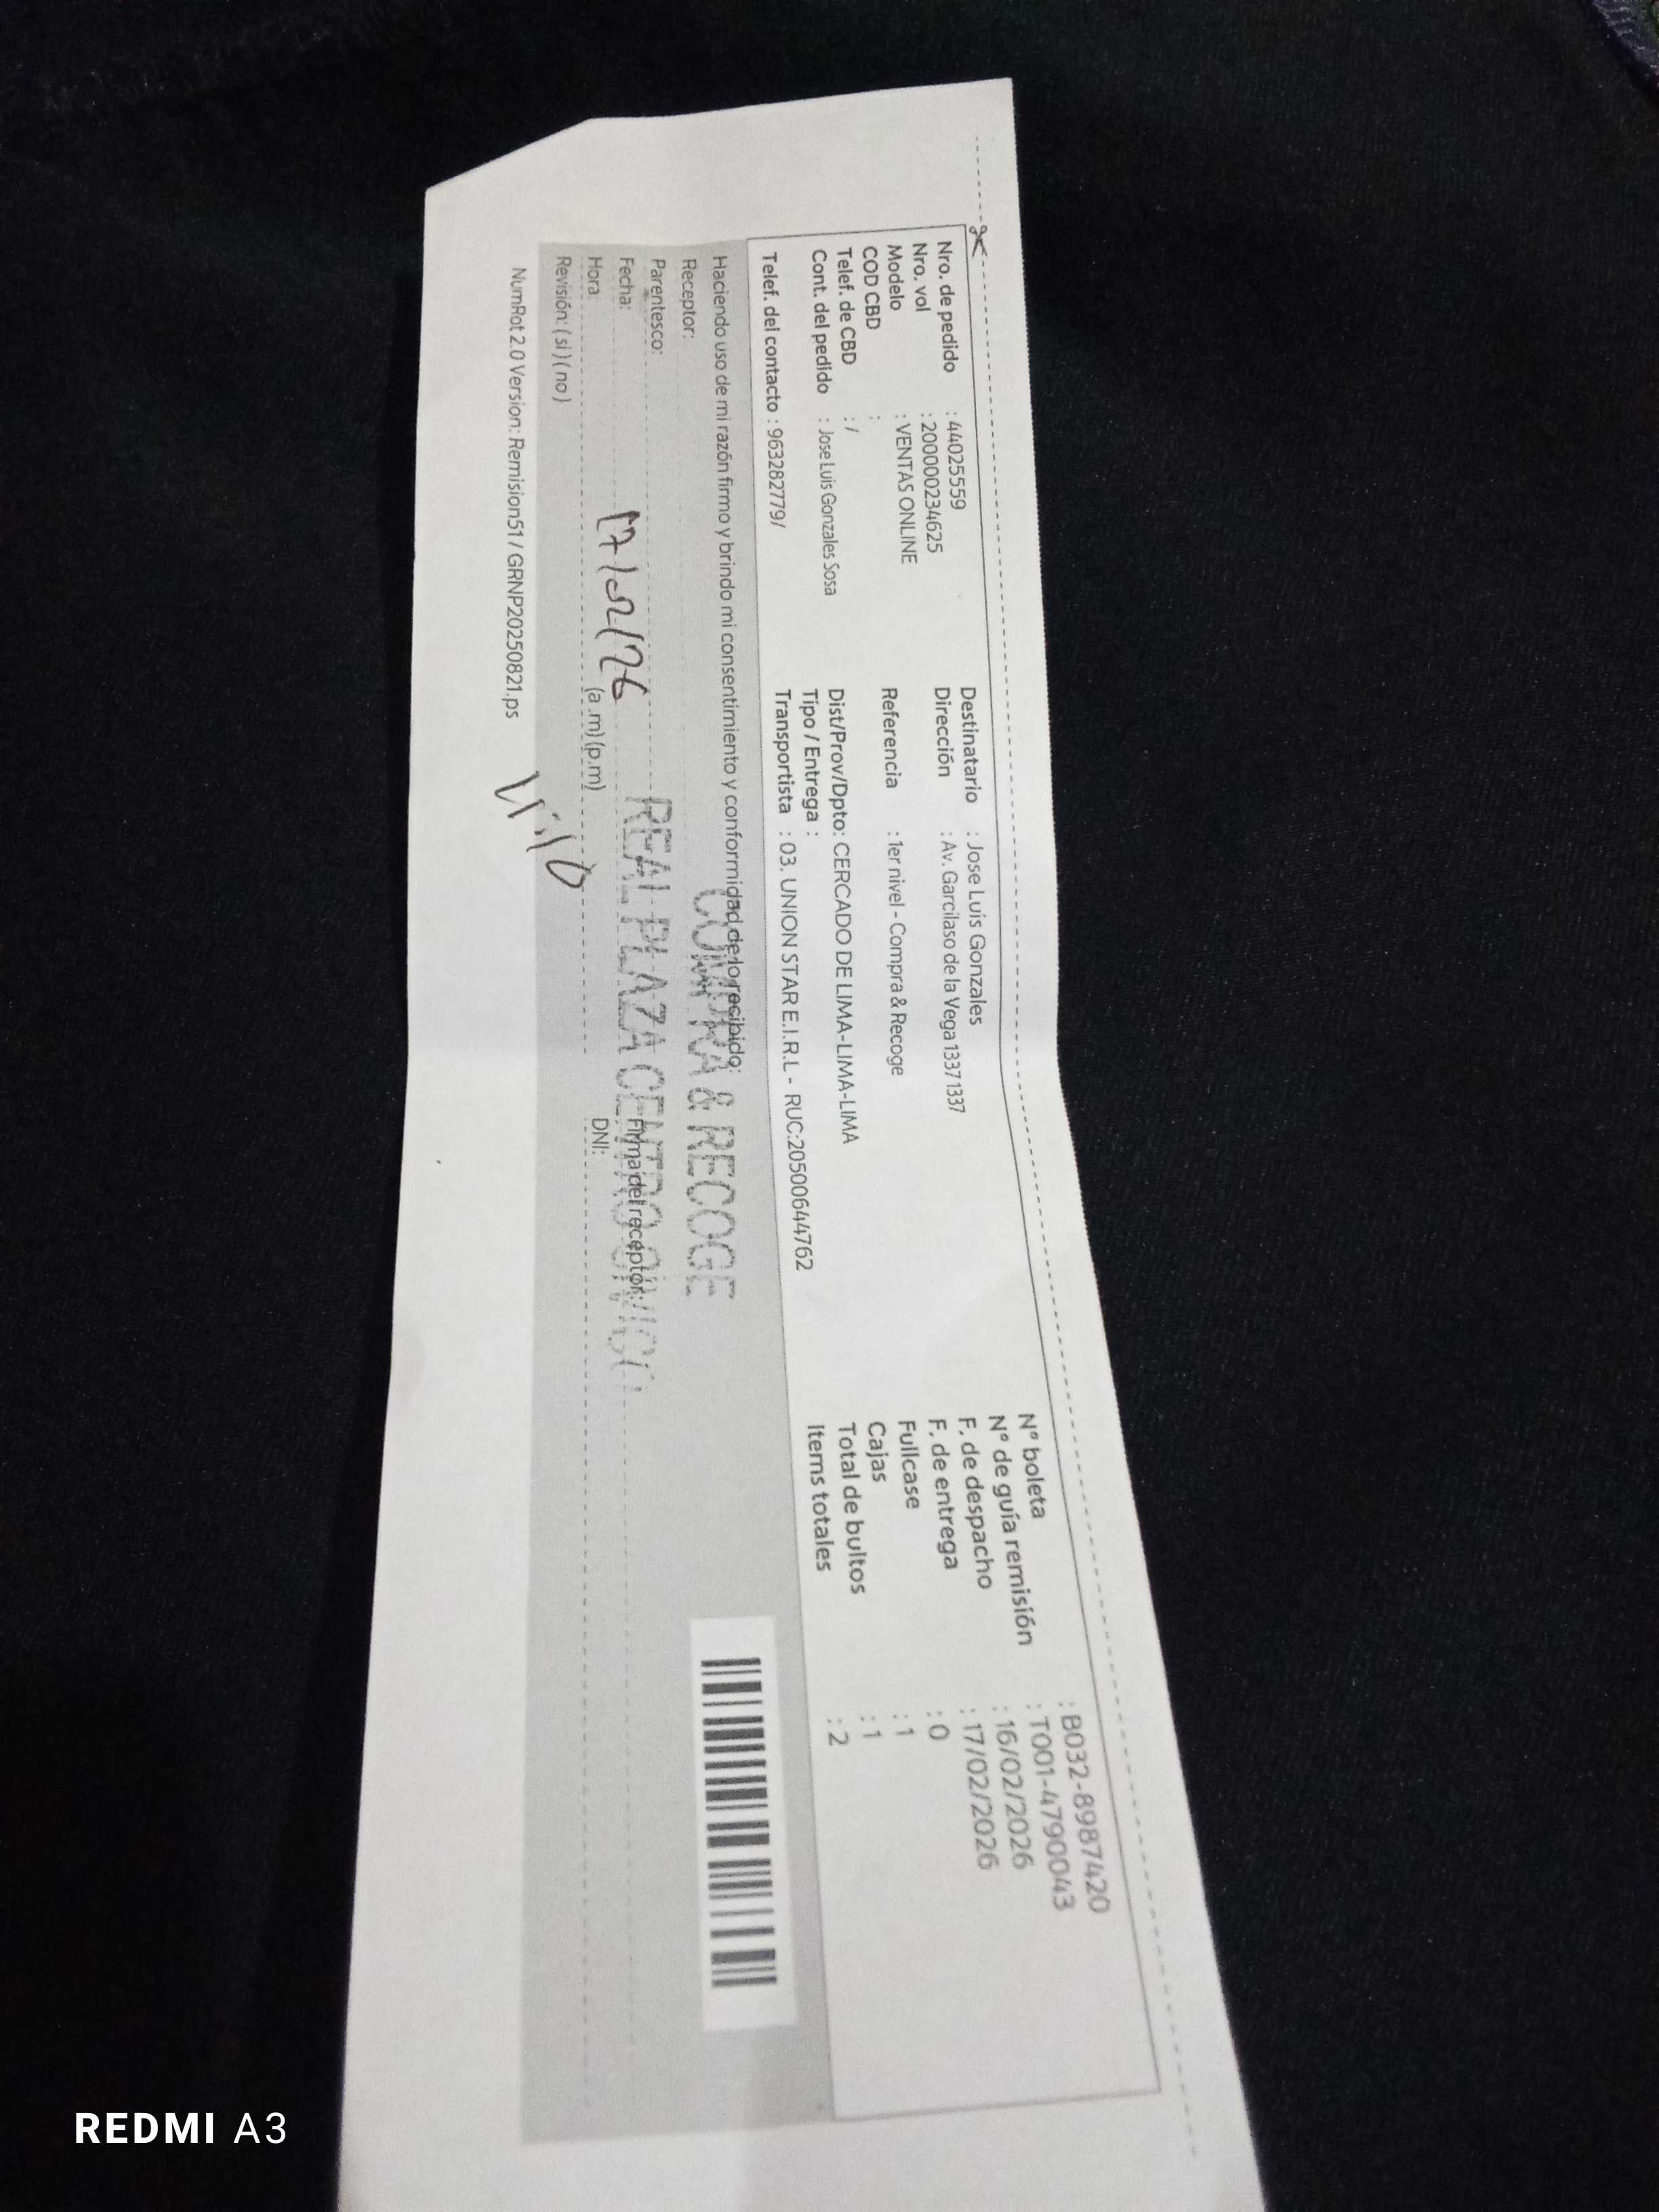 Nro. de pedido : 44025559
Nro. vol : 200000234625
Modelo : VENTAS ONLINE
COD CBD :
Telef. de CBD : /
Cont. del pedido : Jose Luis Gonzales Sosa
Telef. del contacto : 963282779/
Destinatario : Jose Luis Gonzales
Dirección : Av. Garcilaso de la Vega 1337 1337
Referencia : 1er nivel - Compra & Recoge
Dist/Prov/Dpto: CERCADO DE LIMA-LIMA-LIMA
Tipo / Entrega :
Transportista : 03. UNION STAR E.I.R.L - RUC:20500644762
N° boleta : B032-8987420
N° de guía remisión : T001-47900043
F. de despacho : 16/02/2026
F. de entrega : 17/02/2026
Fullcase : 0
Cajas : 1
Total de bultos : 1
Items totales : 2
Haciendo uso de mi razón firmo y brindo mi consentimiento y conformidad de lo recibido:
Receptor:
Parentesco:
Fecha: 17/02/26
Hora: (a.m)(p.m)
Revisión: ( si ) ( no )
COMPRA & RECOGE
REAL PLAZA CENTRO CIVICO
Firma del receptor:
DNI:
NumRot 2.0 Version: Remision51 / GRNP20250821.ps
REDMI A3